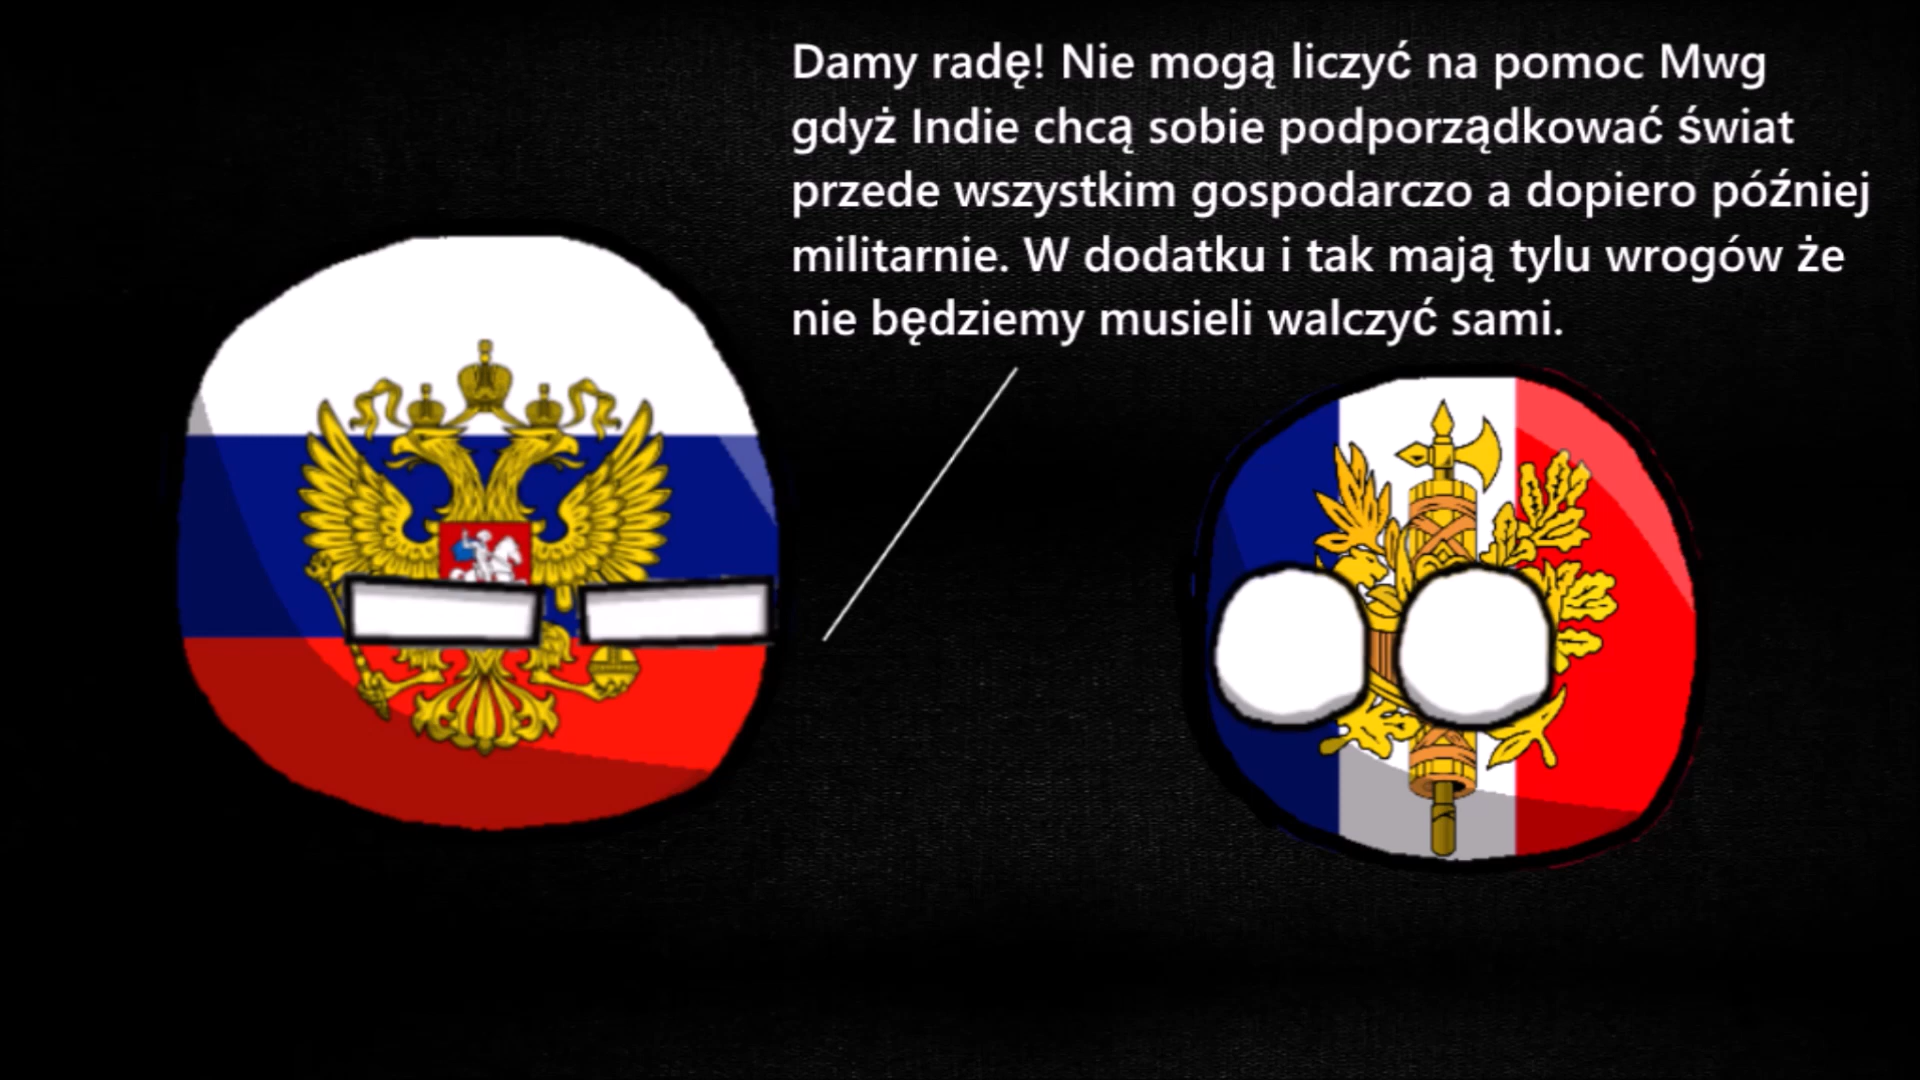 Damy radę! Nie mogą liczyć na pomoc Mwg
gdyż Indie chcą sobie podporządkować świat
przede wszystkim gospodarczo a dopiero później
militarnie. W dodatku i tak mają tylu wrogów że
nie będziemy musieli walczyć sami.